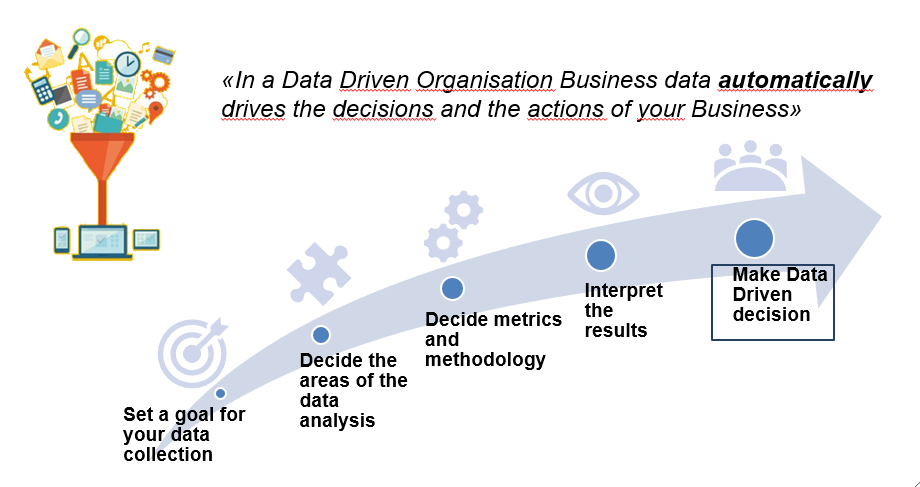 «In a Data Driven Organisation Business data automatically
drives the decisions and the actions of your Business»
Set a goal for
your data
collection
Decide the
areas of the
data
analysis
Decide metrics
and
methodology
Interpret
the
results
Make Data
Driven
decision